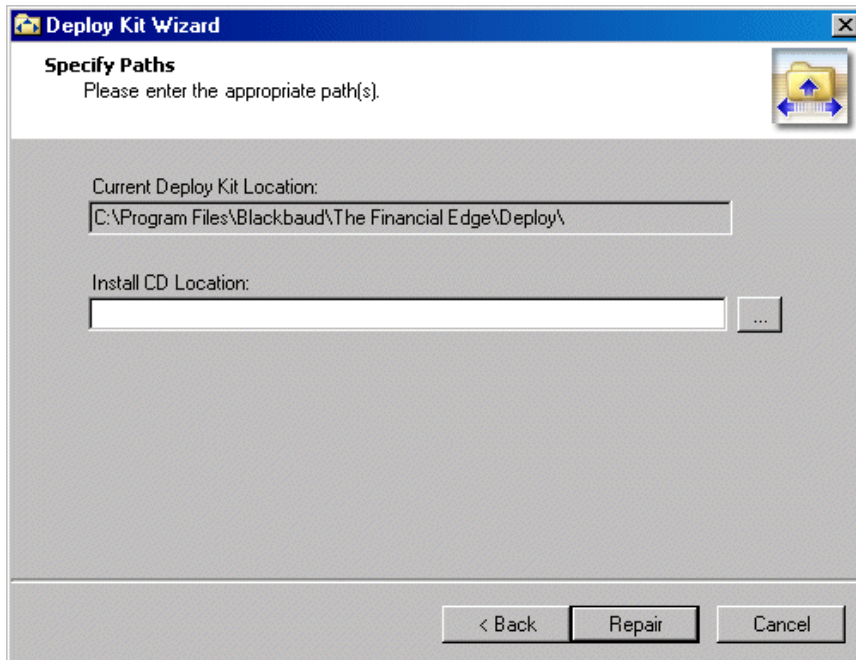 Deploy Kit Wizard
Specify Paths
Please enter the appropriate path(s).
Current Deploy Kit Location:
C:\Program Files\Blackbaud\The Financial Edge\Deploy\
Install CD Location:
...
< Back
Repair
Cancel